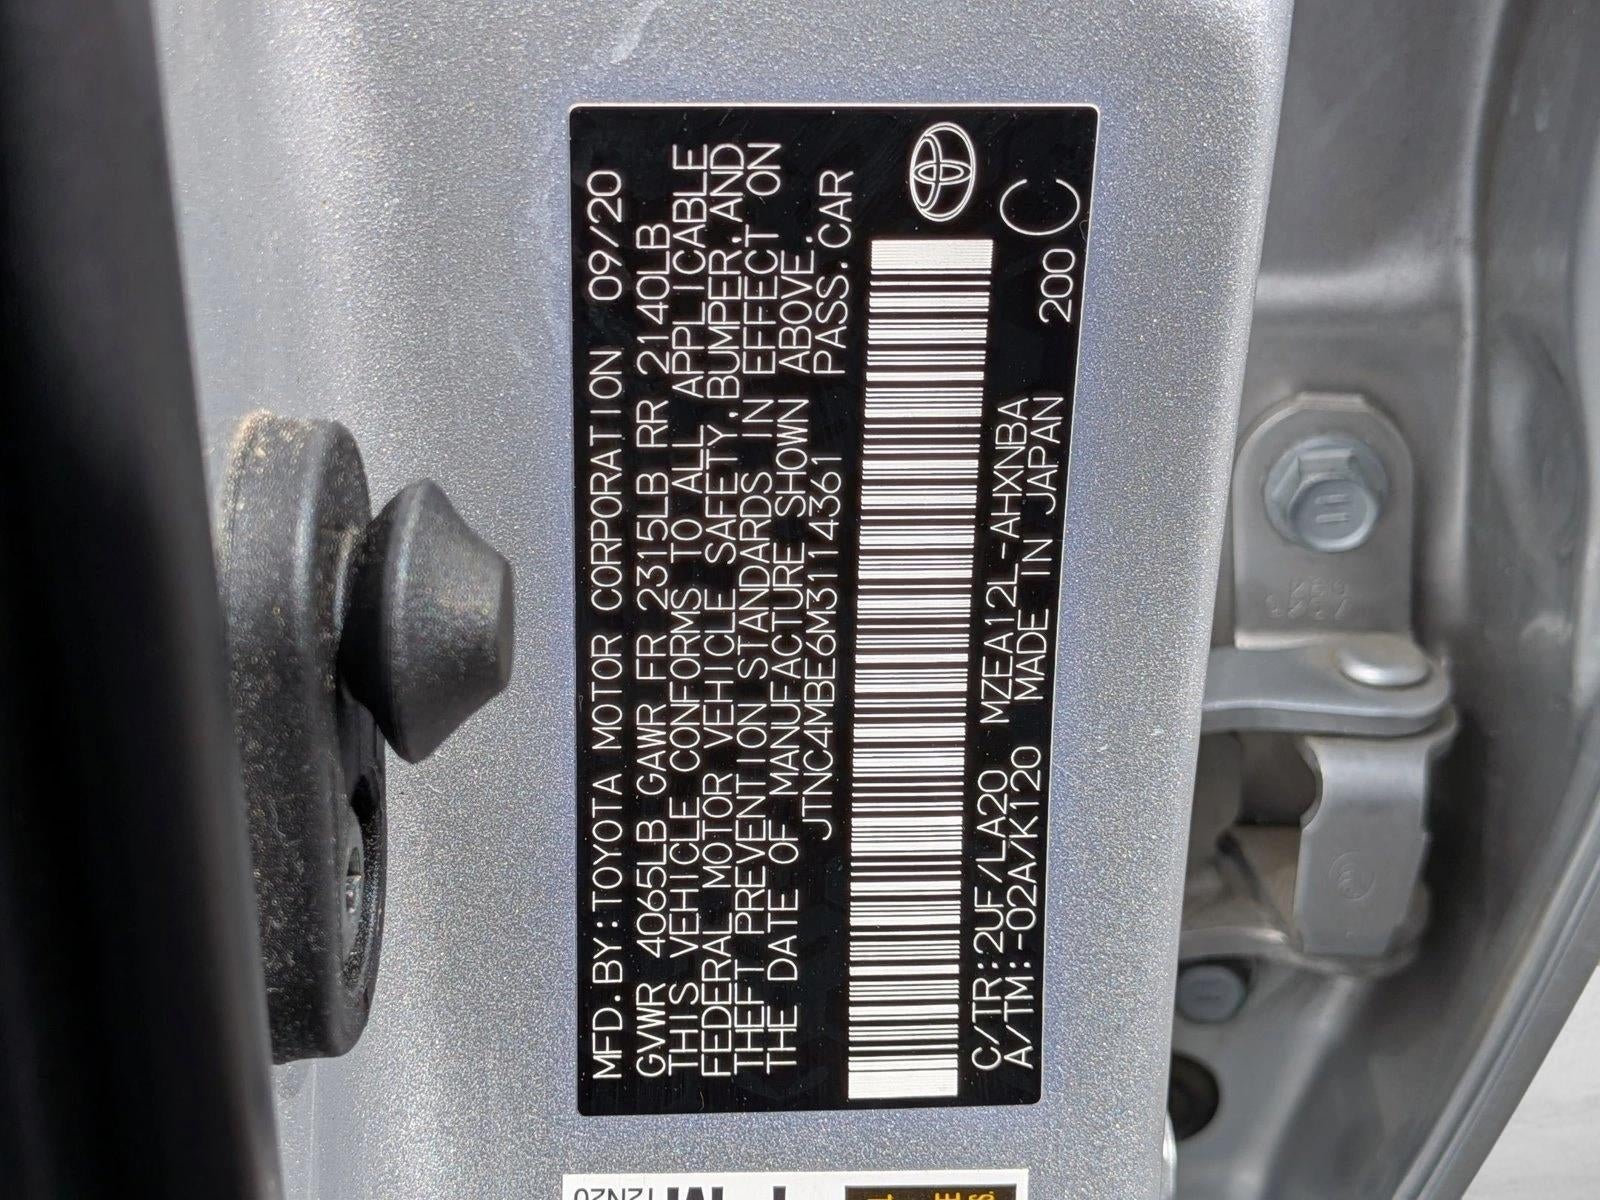 MFD.BY:TOYOTA MOTOR CORPORATION 09/20
GVWR 4065LB GAWR FR 2315LB RR 2140LB
THIS VEHICLE CONFORMS TO ALL APPLICABLE
FEDERAL MOTOR VEHICLE SAFETY, BUMPER, AND
THEFT PREVENTION STANDARDS IN EFFECT ON
THE DATE OF MANUFACTURE SHOWN ABOVE.
JTNC4MBE6M3114361 PASS.CAR
C/TR:2UF/LA20 MZEA12L-AHXNBA 200 C
A/TM:-02A/K120 MADE IN JAPAN